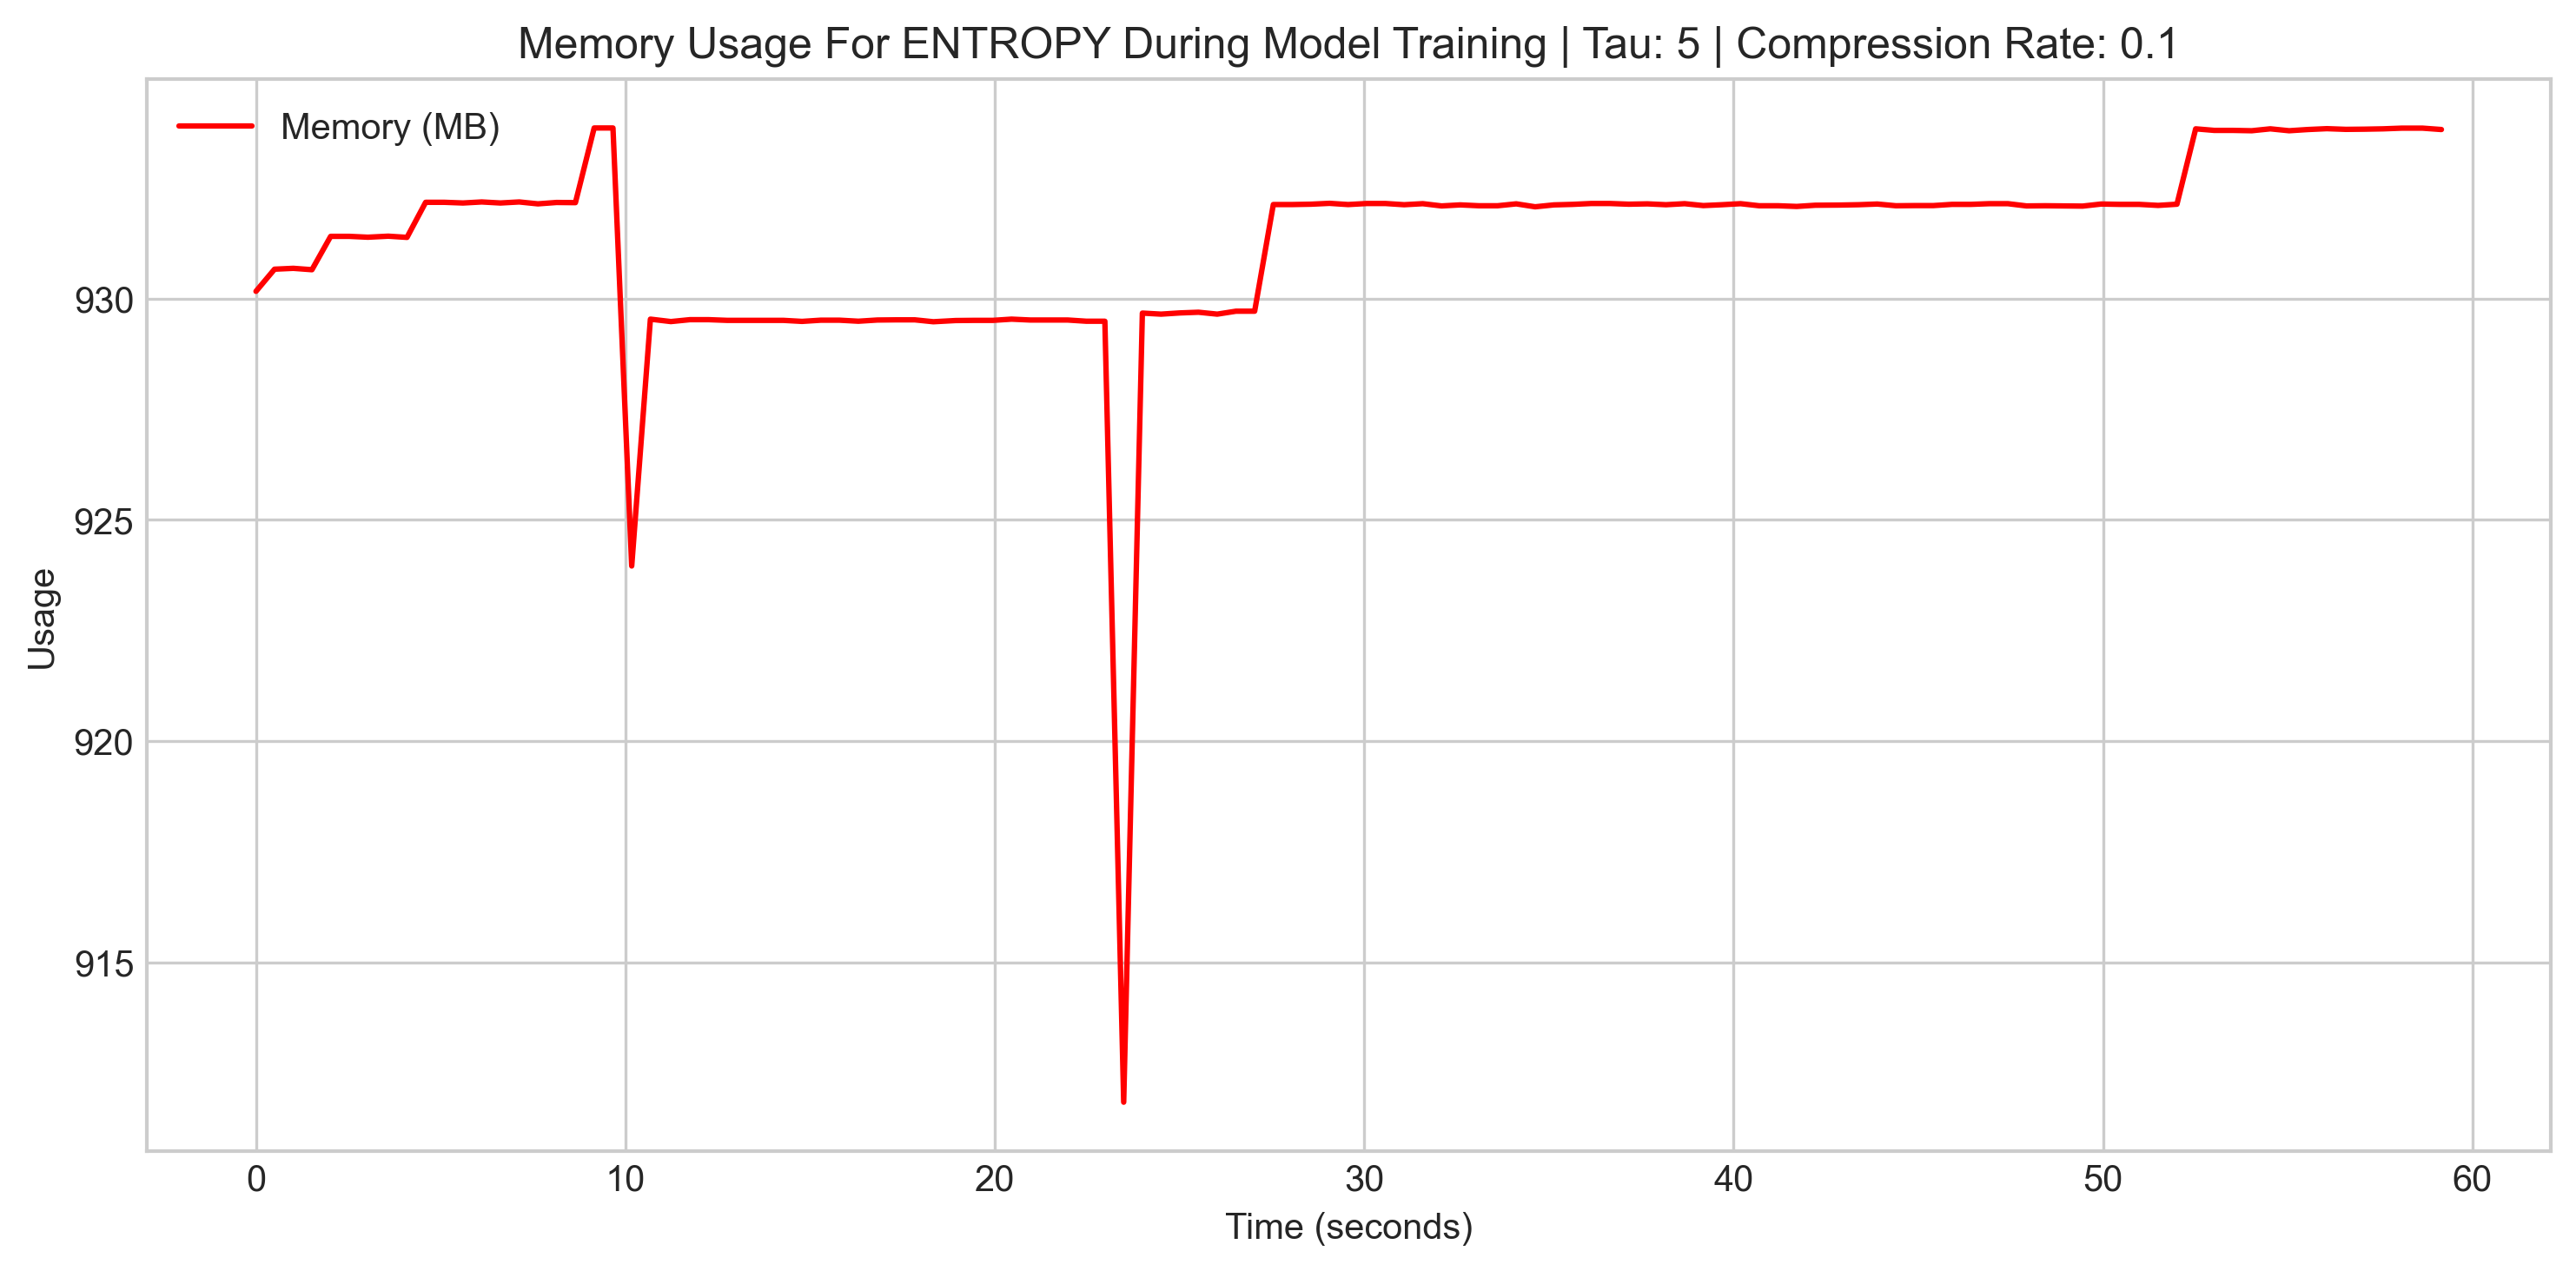 Memory Usage For ENTROPY During Model Training | Tau: 5 | Compression Rate: 0.1
Memory (MB)
930
925
920
915
Usage
0 10 20 30 40 50 60
Time (seconds)